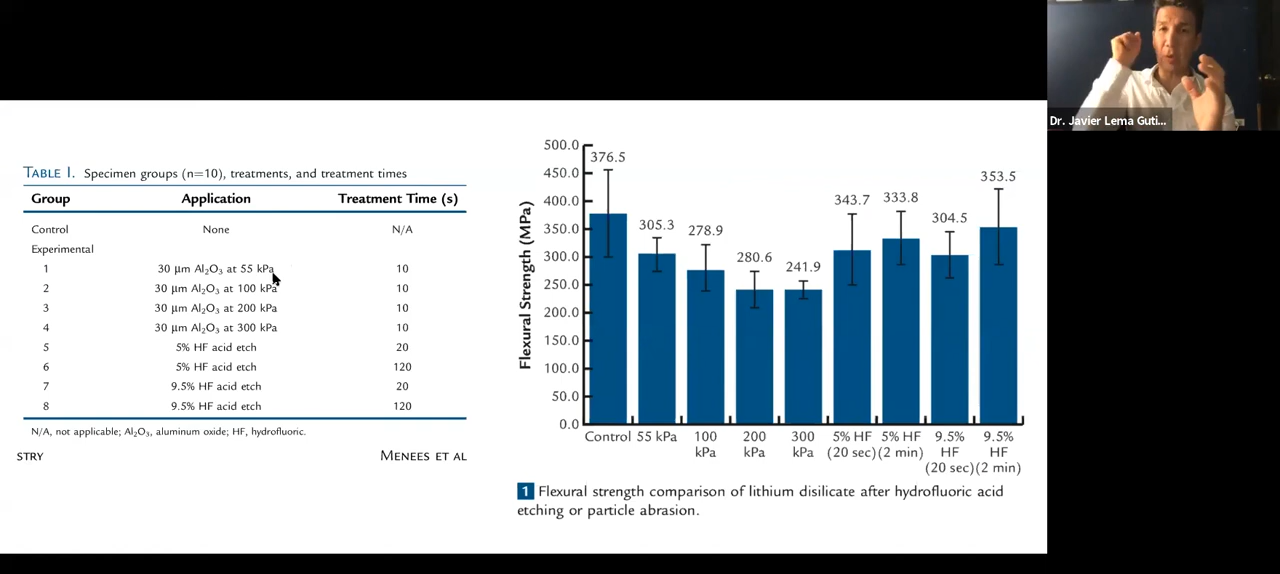 Dr. Javier Lema Guti...
TABLE I. Specimen groups (n=10), treatments, and treatment times
Group Application Treatment Time (s)
Control None N/A
Experimental
1 30 µm Al₂O₃ at 55 kPa 10
2 30 µm Al₂O₃ at 100 kPa 10
3 30 µm Al₂O₃ at 200 kPa 10
4 30 µm Al₂O₃ at 300 kPa 10
5 5% HF acid etch 20
6 5% HF acid etch 120
7 9.5% HF acid etch 20
8 9.5% HF acid etch 120
N/A, not applicable; Al₂O₃, aluminum oxide; HF, hydrofluoric.
STRY MENEES ET AL
Flexural Strength (MPa)
500.0
450.0
400.0
350.0
300.0
250.0
200.0
150.0
100.0
50.0
0.0
376.5 305.3 278.9 280.6 241.9 343.7 333.8 304.5 353.5
Control 55 kPa 100 200 300 5% HF 5% HF 9.5% 9.5%
kPa kPa kPa (20 sec) (2 min) HF HF
(20 sec) (2 min)
1 Flexural strength comparison of lithium disilicate after hydrofluoric acid
etching or particle abrasion.